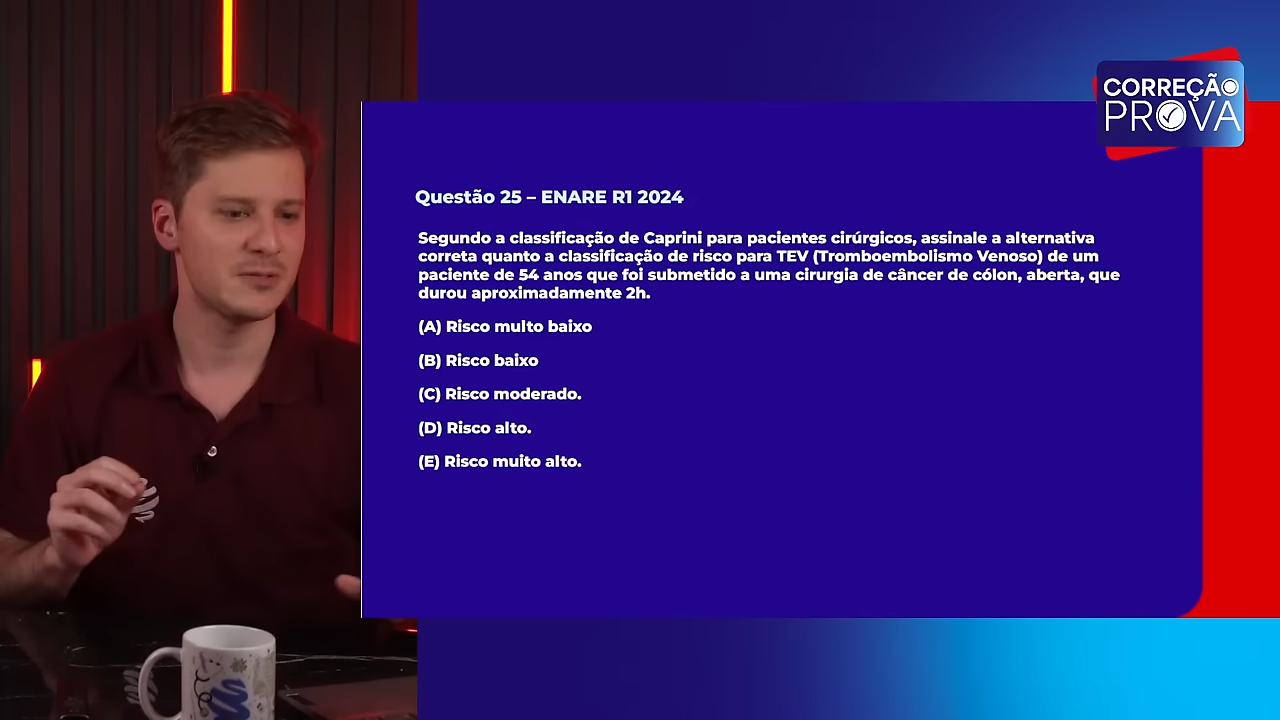 CORREÇÃO
PROVA
Questão 25 – ENARE R1 2024
Segundo a classificação de Caprini para pacientes cirúrgicos, assinale a alternativa
correta quanto a classificação de risco para TEV (Tromboembolismo Venoso) de um
paciente de 54 anos que foi submetido a uma cirurgia de câncer de cólon, aberta, que
durou aproximadamente 2h.
(A) Risco multo baixo
(B) Risco baixo
(C) Risco moderado.
(D) Risco alto.
(E) Risco muito alto.